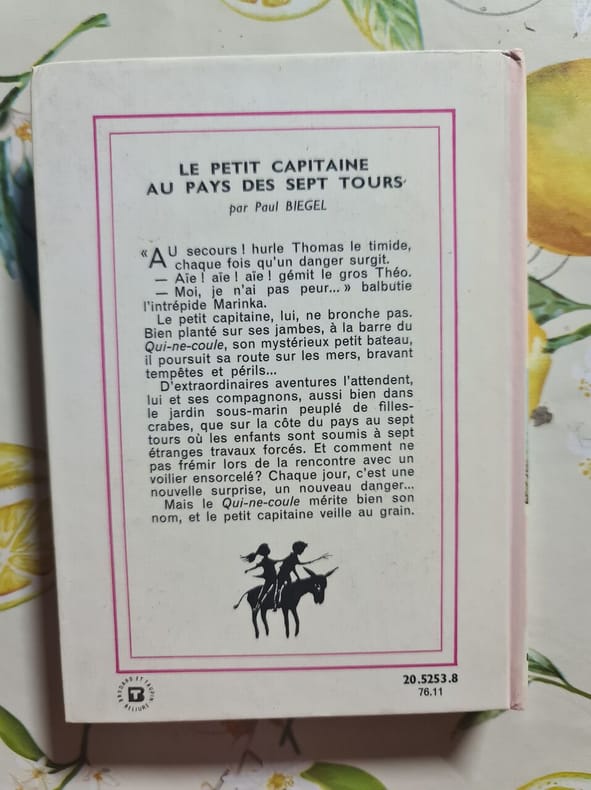 LE PETIT CAPITAINE
AU PAYS DES SEPT TOURS
par Paul BIEGEL
« AU secours ! hurle Thomas le timide,
chaque fois qu'un danger surgit.
— Aïe ! aïe ! aïe ! gémit le gros Théo.
— Moi, je n'ai pas peur... » balbutie
l'intrépide Marinka.
Le petit capitaine, lui, ne bronche pas.
Bien planté sur ses jambes, à la barre du
Qui-ne-coule, son mystérieux petit bateau,
il poursuit sa route sur les mers, bravant
tempêtes et périls...
D'extraordinaires aventures l'attendent,
lui et ses compagnons, aussi bien dans
le jardin sous-marin peuplé de filles-
crabes, que sur la côte du pays au sept
tours où les enfants sont soumis à sept
étranges travaux forcés. Et comment ne
pas frémir lors de la rencontre avec un
voilier ensorcelé? Chaque jour, c'est une
nouvelle surprise, un nouveau danger...
Mais le Qui-ne-coule mérite bien son
nom, et le petit capitaine veille au grain.
BRODARD ET TAUPIN
RELIURE
20.5253.8
76.11